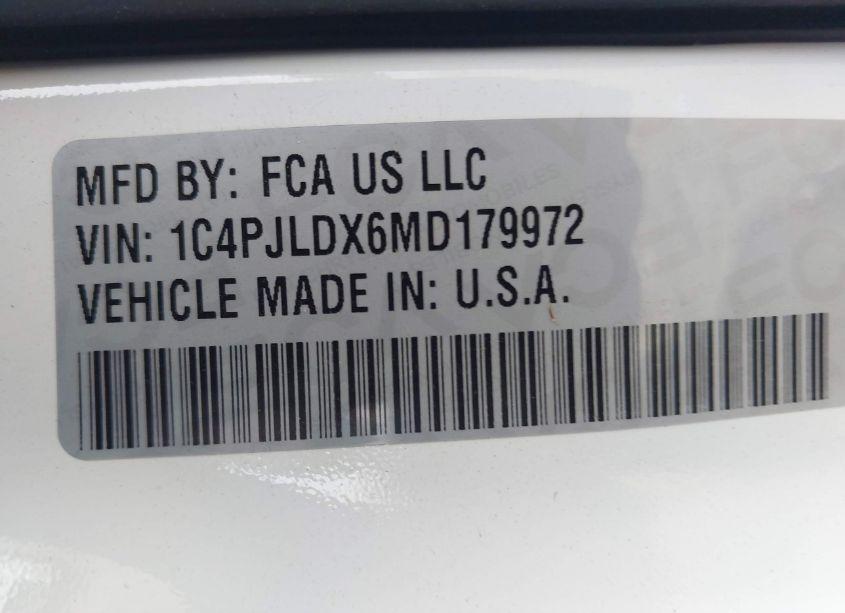 MFD BY: FCA US LLC
VIN: 1C4PJLDX6MD179972
VEHICLE MADE IN: U.S.A.